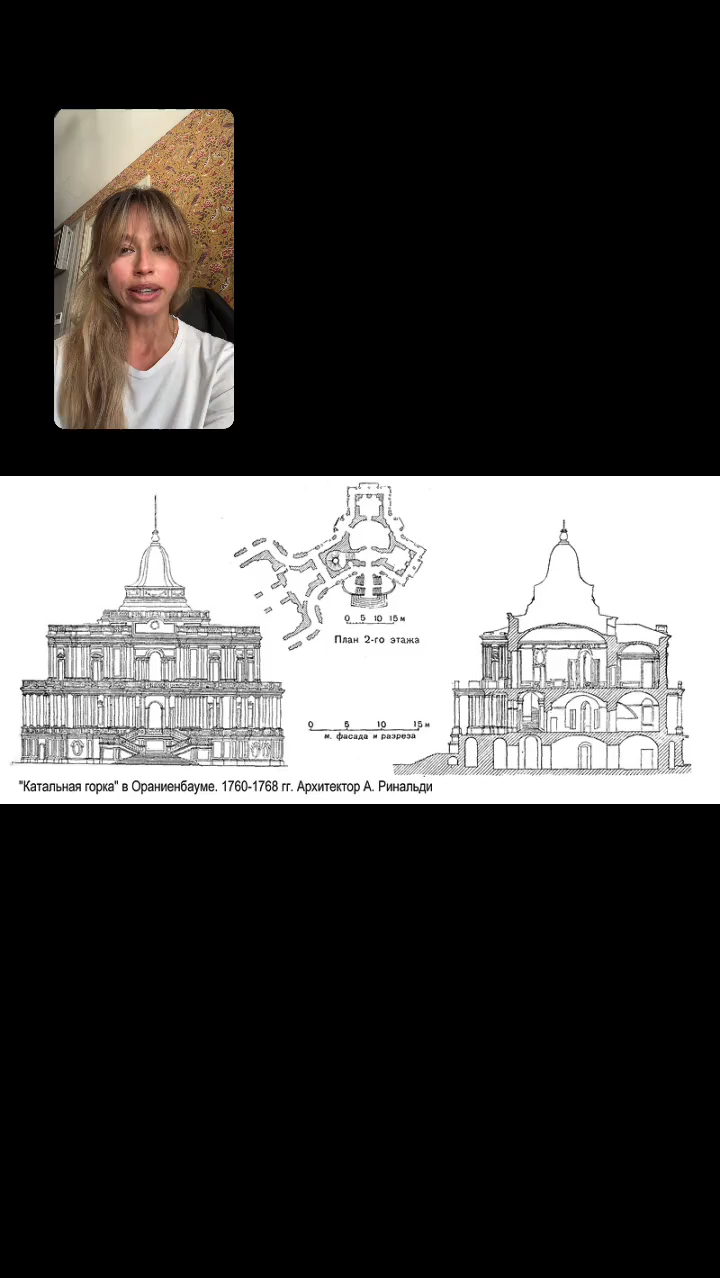 0 5 10 15 м
План 2-го этажа
0 5 10 15 м
м. фасада и разреза
"Катальная горка" в Ораниенбауме. 1760-1768 гг. Архитектор А. Ринальди